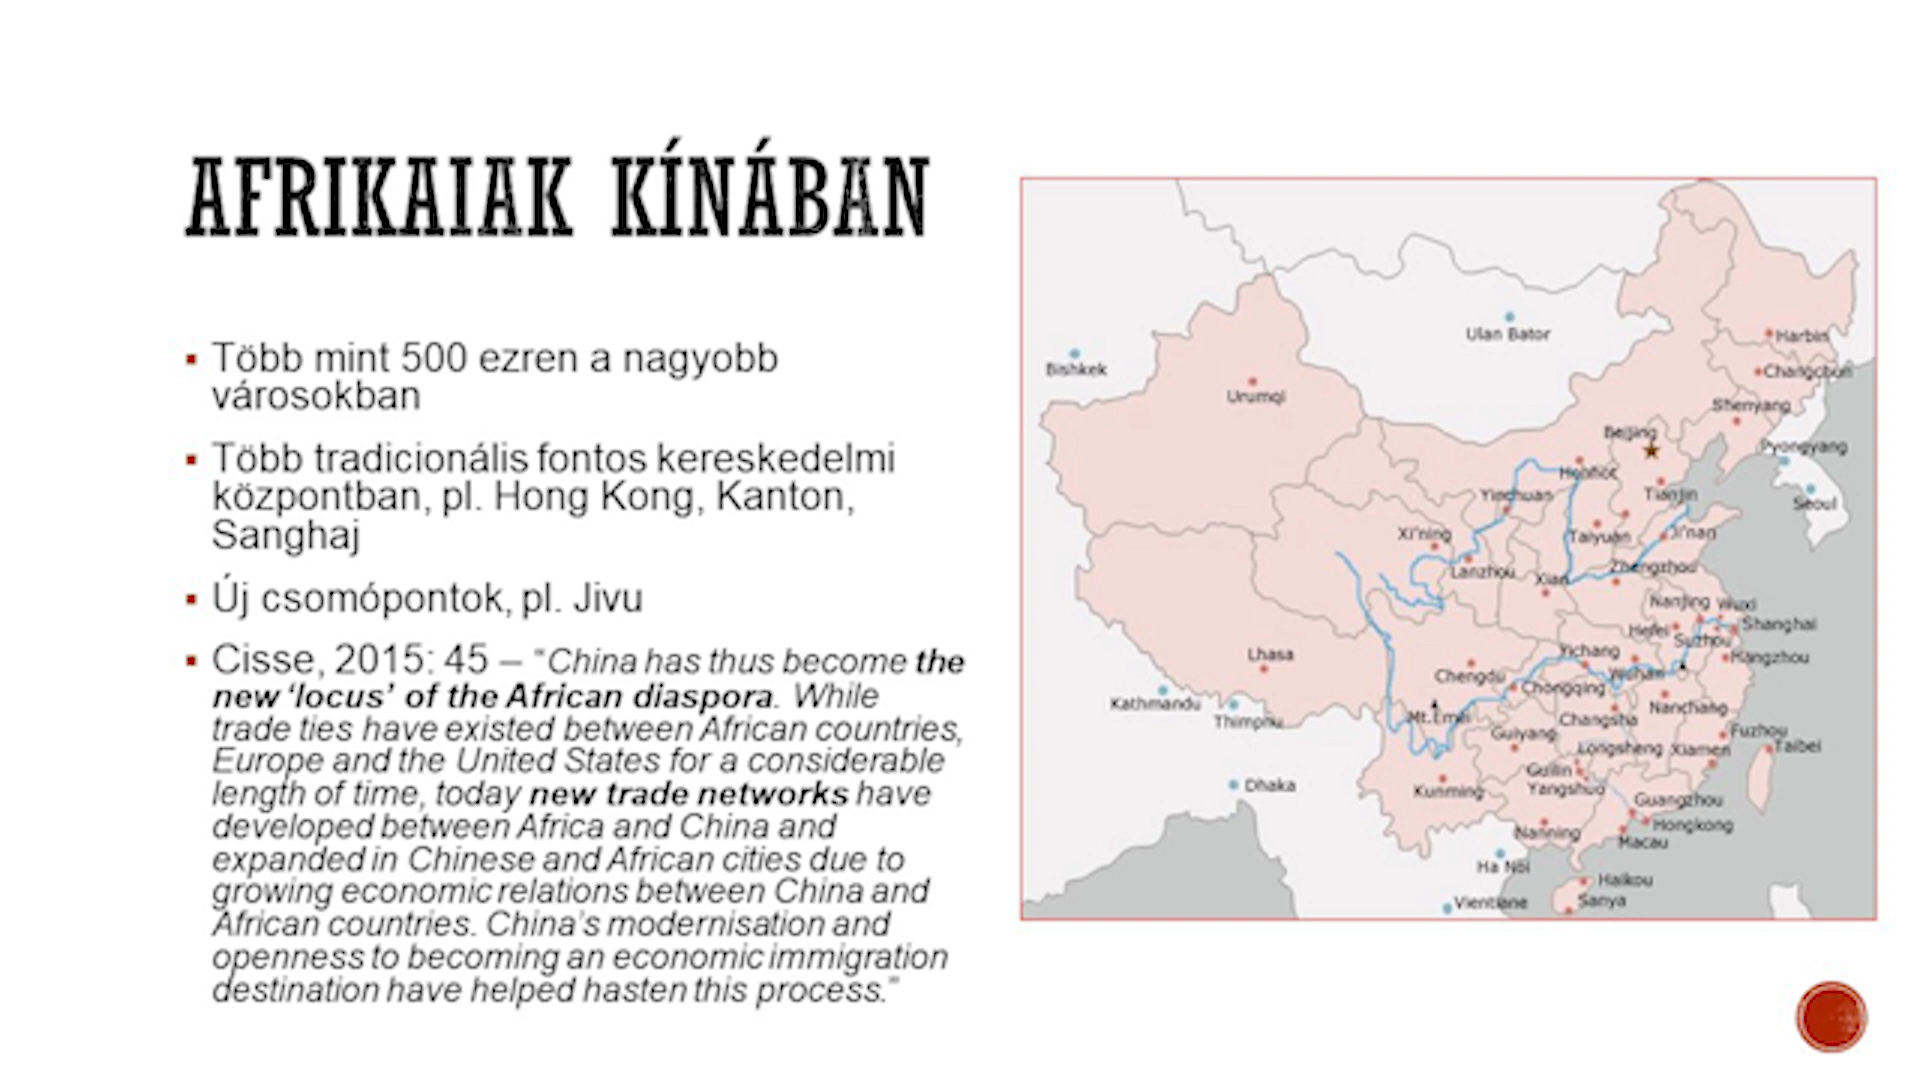 AFRIKAIAK KÍNÁBAN
▪ Több mint 500 ezren a nagyobb
városokban
▪ Több tradicionális fontos kereskedelmi
központban, pl. Hong Kong, Kanton,
Sanghaj
▪ Új csomópontok, pl. Jivu
▪ Cisse, 2015: 45 – “China has thus become the
new ‘locus’ of the African diaspora. While
trade ties have existed between African countries,
Europe and the United States for a considerable
length of time, today new trade networks have
developed between Africa and China and
expanded in Chinese and African cities due to
growing economic relations between China and
African countries. China’s modernisation and
openness to becoming an economic immigration
destination have helped hasten this process.”
Ulan Bator
Harbin
Bishkek
Changchun
Urumqi
Shenyang
Beijing
Pyongyang
Hohhot
Yinchuan
Tianjin
Seoul
Xi'ning
Taiyuan
Ji'nan
Lanzhou
Xian
Zhengzhou
Nanjing
Wuxi
Shanghai
Hefei
Suzhou
Lhasa
Yichang
Hangzhou
Chengdu
Wuhan
Chongqing
Kathmandu
Nanchang
Thimphu
Mt.Emei
Changsha
Guiyang
Fuzhou
Longsheng
Xiamen
Taibei
Guilin
Dhaka
Kunming
Yangshuo
Guangzhou
Nanning
Hongkong
Macau
Ha Noi
Haikou
Vientiane
Sanya